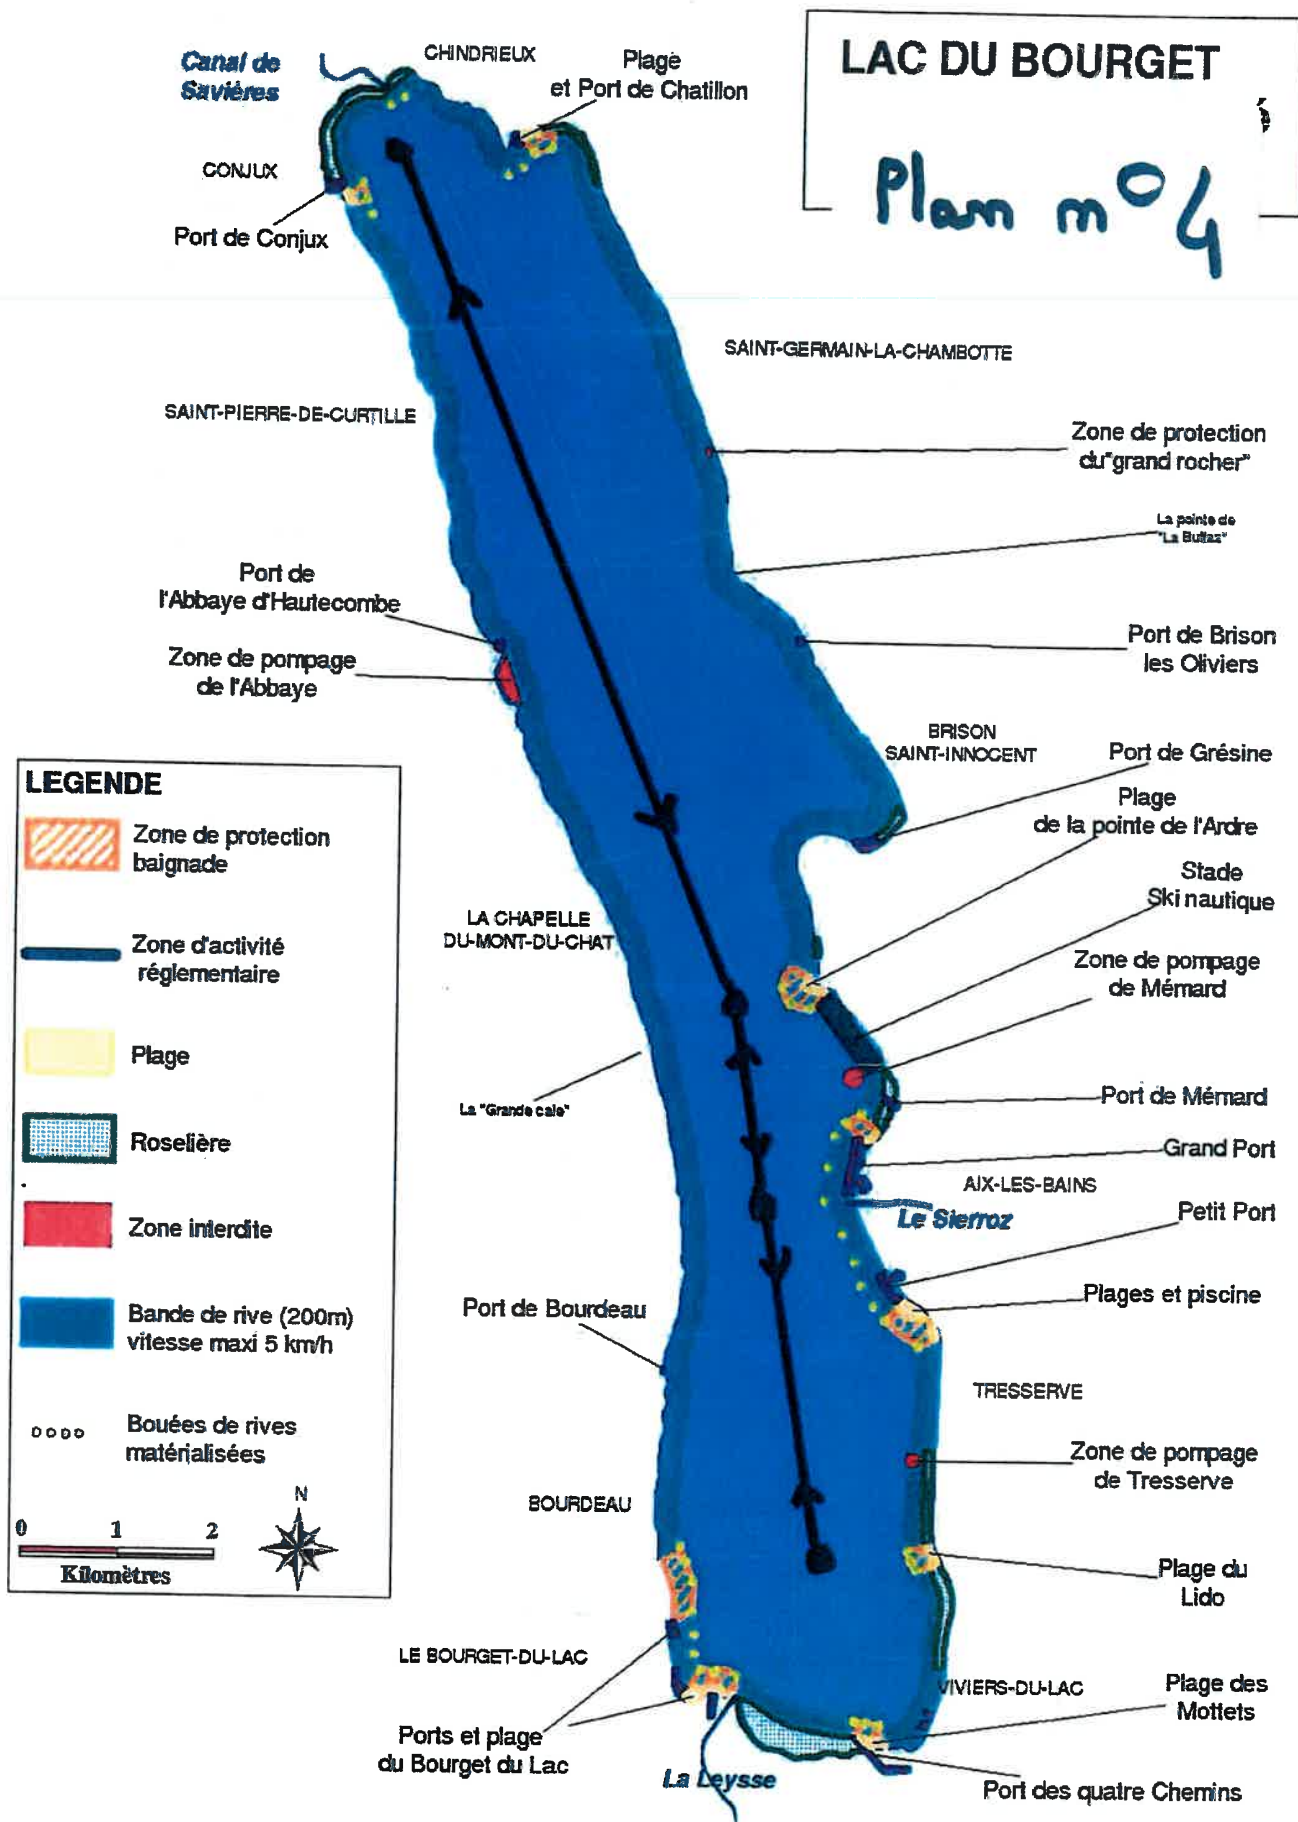 LAC DU BOURGET
Plan n° 4
Canal de
Savières
CHINDRIEUX
Plage
et Port de Chatillon
CONJUX
Port de Conjux
SAINT-GERMAIN-LA-CHAMBOTTE
SAINT-PIERRE-DE-CURTILLE
Zone de protection
du"grand rocher"
La pointe de
"La Buffaz"
Port de
l'Abbaye d'Hautecombe
Port de Brison
les Oliviers
Zone de pompage
de l'Abbaye
BRISON
SAINT-INNOCENT
Port de Grésine
Plage
de la pointe de l'Ardre
Stade
Ski nautique
LA CHAPELLE
DU-MONT-DU-CHAT
Zone de pompage
de Mémard
La "Grande cale"
Port de Mémard
Grand Port
AIX-LES-BAINS
Le Sierroz
Petit Port
Plages et piscine
Port de Bourdeau
TRESSERVE
Zone de pompage
de Tresserve
BOURDEAU
Plage du
Lido
LE BOURGET-DU-LAC
VIVIERS-DU-LAC
Plage des
Mottets
Ports et plage
du Bourget du Lac
La Leysse
Port des quatre Chemins
LEGENDE
Zone de protection
baignade
Zone d'activité
réglementaire
Plage
Roselière
Zone interdite
Bande de rive (200m)
vitesse maxi 5 km/h
Bouées de rives
matérialisées
N
0 1 2
Kilomètres